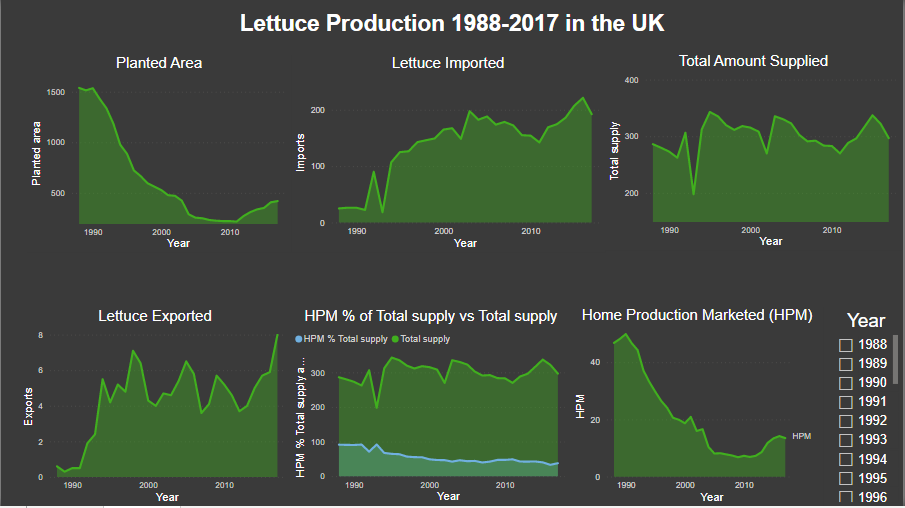 Lettuce Production 1988-2017 in the UK
Planted Area
Planted area
1500
1000
500
1990
2000
2010
Year
Lettuce Imported
Imports
200
100
0
1990
2000
2010
Year
Total Amount Supplied
Total supply
400
300
200
1990
2000
2010
Year
Lettuce Exported
Exports
8
6
4
2
0
1990
2000
2010
Year
HPM % of Total supply vs Total supply
HPM % Total supply
Total supply
HPM % Total supply a...
300
200
100
0
1990
2000
2010
Year
Home Production Marketed (HPM)
HPM
40
20
0
HPM
1990
2000
2010
Year
Year
1988
1989
1990
1991
1992
1993
1994
1995
1996